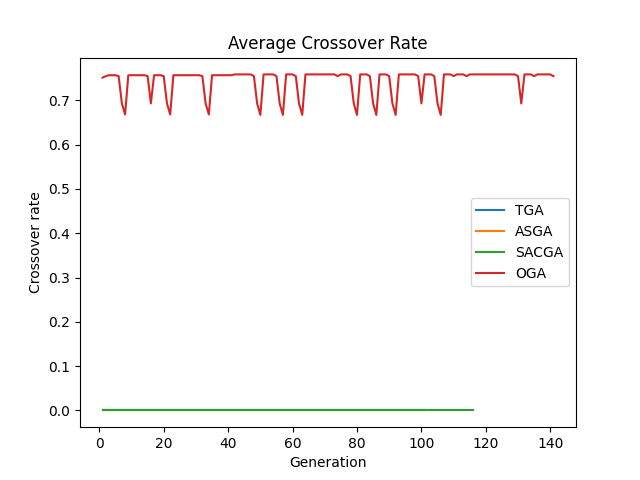 Average Crossover Rate
Crossover rate
0.7
0.6
0.5
0.4
0.3
0.2
0.1
0.0
TGA
ASGA
SACGA
OGA
0 20 40 60 80 100 120 140
Generation